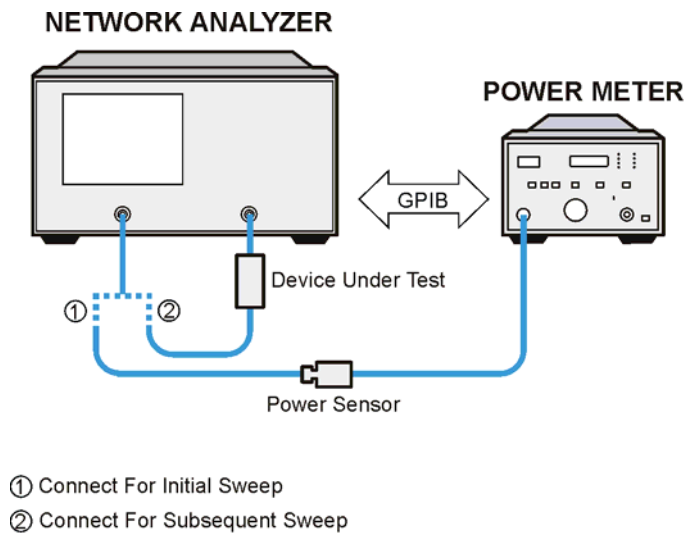 NETWORK ANALYZER
POWER METER
GPIB
Device Under Test
① ②
Power Sensor
① Connect For Initial Sweep
② Connect For Subsequent Sweep